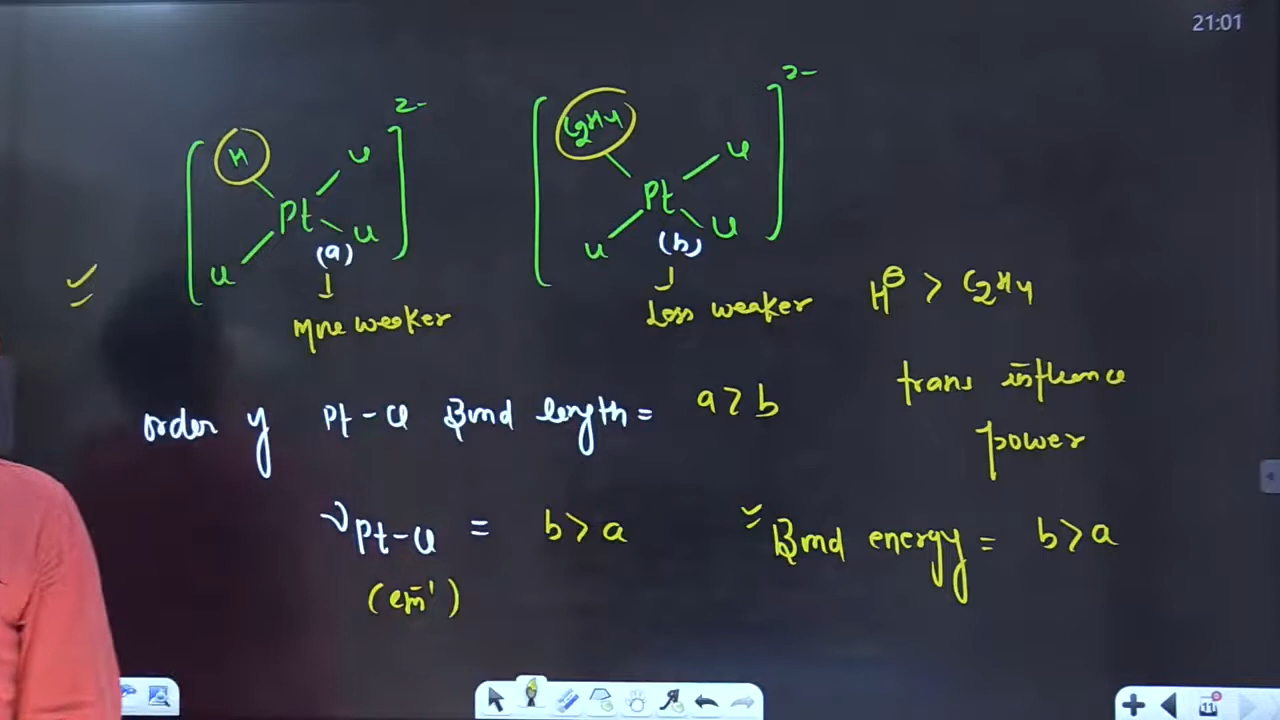 21:01
[H Cl Pt Cl Cl]2-
(a)
More weaker
[C2H4 Cl Pt Cl Cl]2-
(b)
Less weaker
H⊖ > C2H4
trans influence
power
order of Pt-Cl Bond length = a > b
νPt-Cl = b > a
(cm-1)
Bond energy = b > a
11